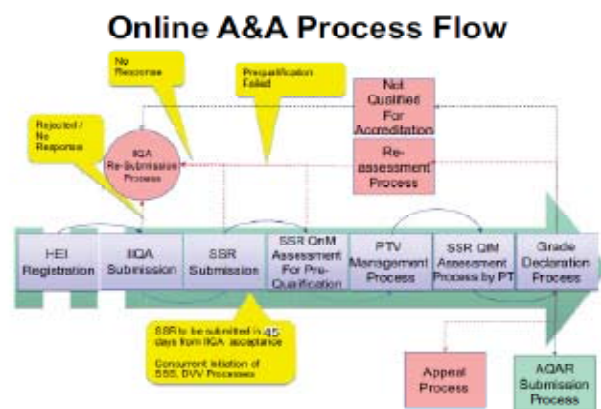 Online A&A Process Flow
No
Response
Prequalification
Failed
Not
Qualified
For
Accreditation
Rejected /
No
Response
IIQA
Re-Submission
Process
Re-
assessment
Process
HEI
Registration
IIQA
Submission
SSR
Submission
SSR QnM
Assessment
For Pre-
Qualification
PTV
Management
Process
SSR QlM
Assessment
Process by PT
Grade
Declaration
Process
SSR to be submitted in 45
days from IIQA acceptance
Concurrent Initiation of
SSS, DVV Processes
Appeal
Process
AQAR
Submission
Process